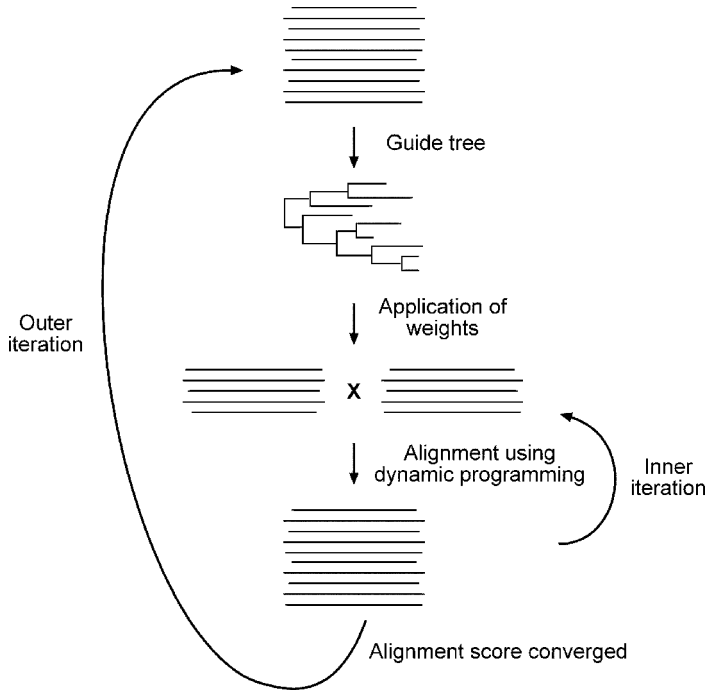 Guide tree
Application of
weights
Outer
iteration
X
Alignment using
dynamic programming
Inner
iteration
Alignment score converged